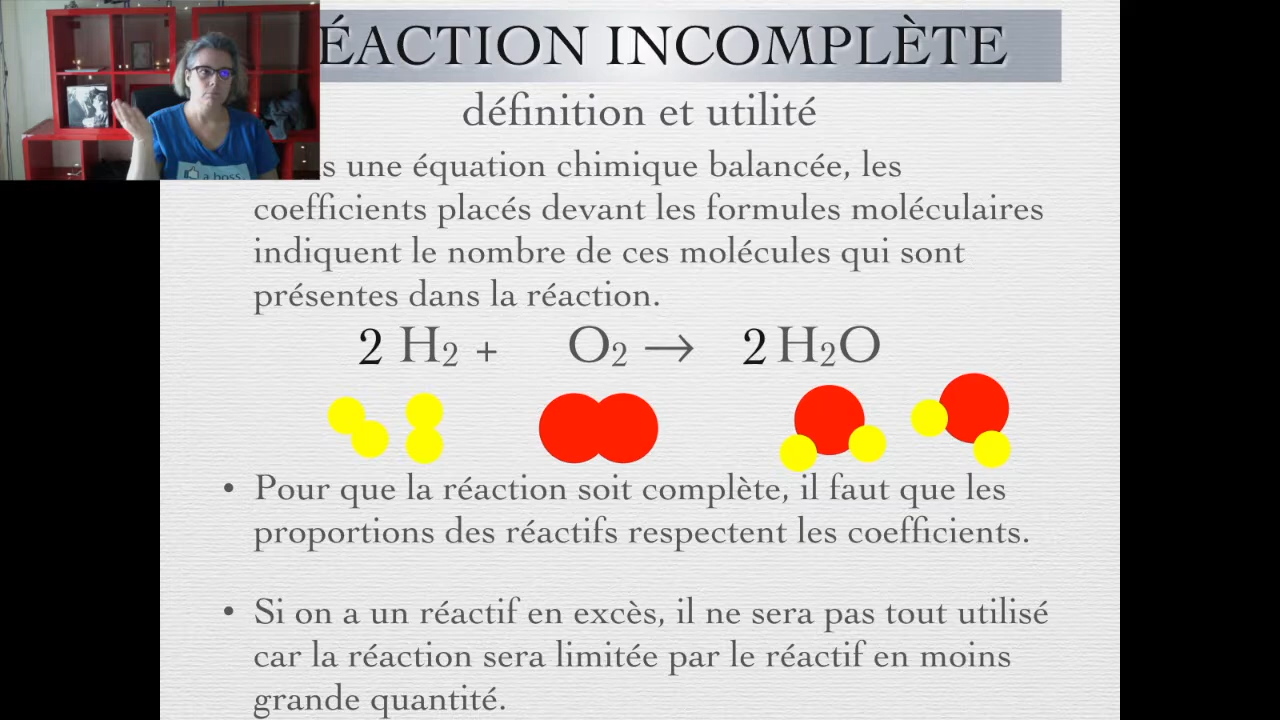 ÉACTION INCOMPLÈTE
définition et utilité
s une équation chimique balancée, les
coefficients placés devant les formules moléculaires
indiquent le nombre de ces molécules qui sont
présentes dans la réaction.
2 H₂ + O₂ → 2 H₂O
• Pour que la réaction soit complète, il faut que les
proportions des réactifs respectent les coefficients.
• Si on a un réactif en excès, il ne sera pas tout utilisé
car la réaction sera limitée par le réactif en moins
grande quantité.
a boss.